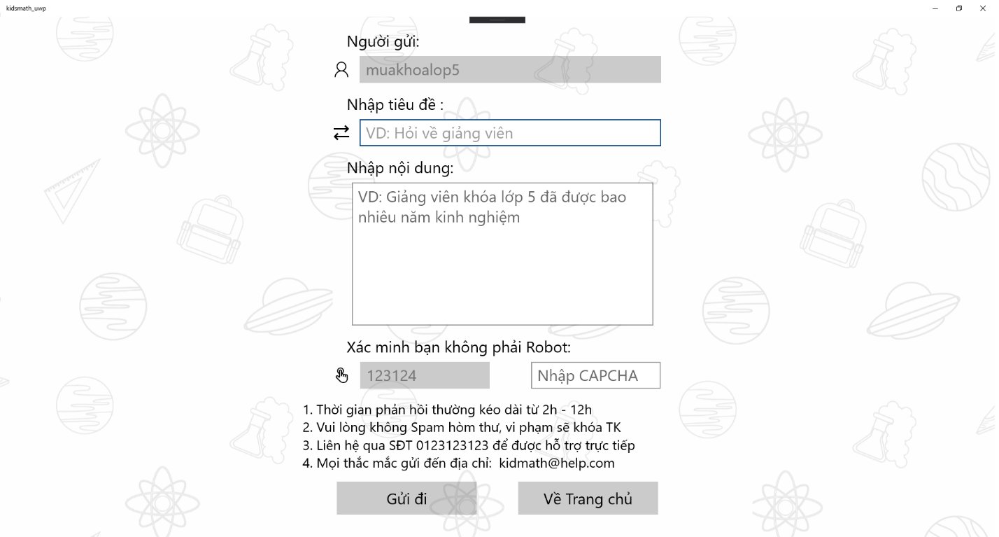 kidsmath_uwp
Người gửi:
muakhoalop5
Nhập tiêu đề :
VD: Hỏi về giảng viên
Nhập nội dung:
VD: Giảng viên khóa lớp 5 đã được bao
nhiêu năm kinh nghiệm
Xác minh bạn không phải Robot:
123124
Nhập CAPCHA
1. Thời gian phản hồi thường kéo dài từ 2h - 12h
2. Vui lòng không Spam hòm thư, vi phạm sẽ khóa TK
3. Liên hệ qua SĐT 0123123123 để được hỗ trợ trực tiếp
4. Mọi thắc mắc gửi đến địa chỉ:  kidmath@help.com
Gửi đi
Về Trang chủ